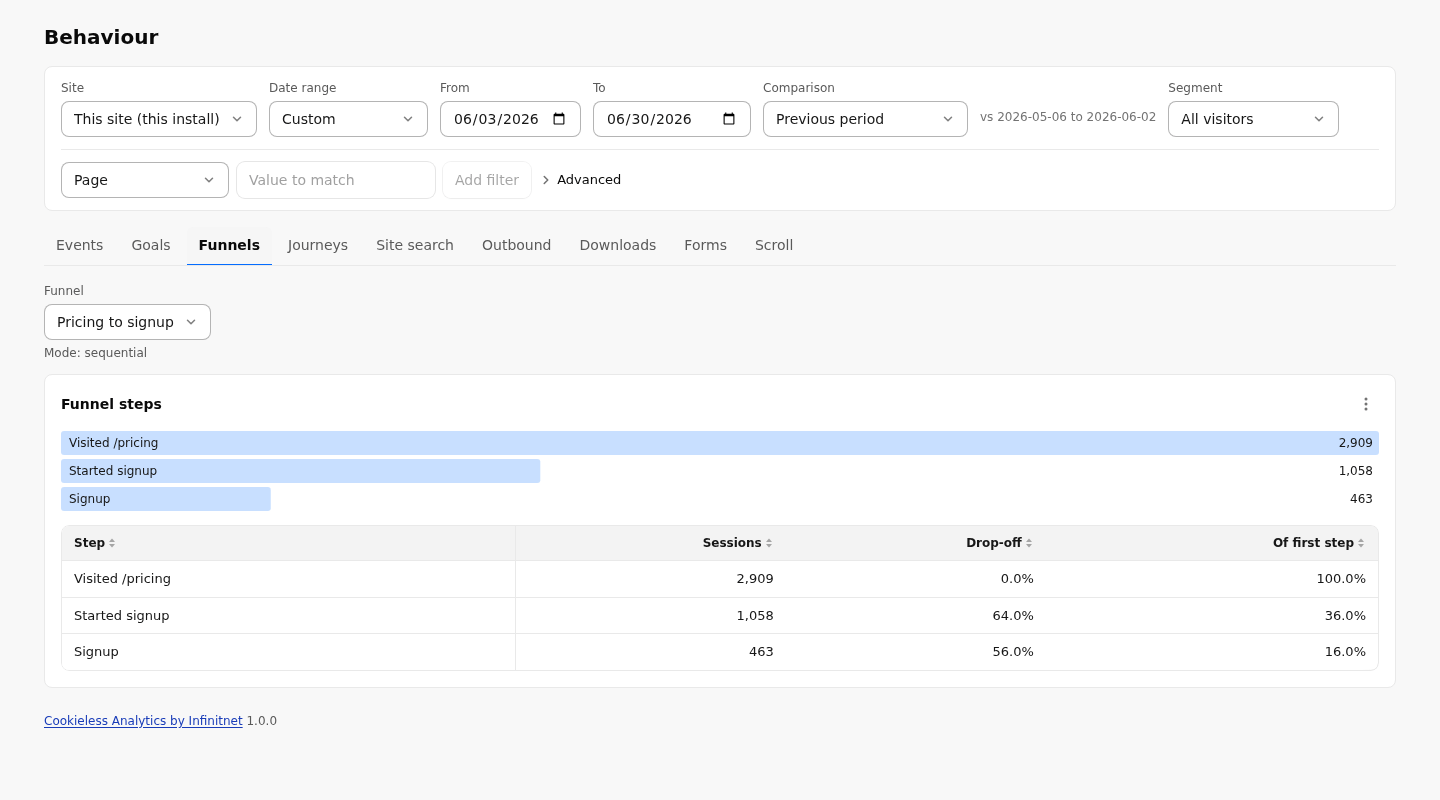 Behaviour
Site Date range From To Comparison Segment
This site (this install) Custom 06/03/2026 06/30/2026 Previous period vs 2026-05-06 to 2026-06-02 All visitors
Page Value to match Add filter Advanced
Events Goals Funnels Journeys Site search Outbound Downloads Forms Scroll
Funnel
Pricing to signup
Mode: sequential
Funnel steps
Visited /pricing 2,909
Started signup 1,058
Signup 463
Step Sessions Drop-off Of first step
Visited /pricing 2,909 0.0% 100.0%
Started signup 1,058 64.0% 36.0%
Signup 463 56.0% 16.0%
Cookieless Analytics by Infinitnet 1.0.0